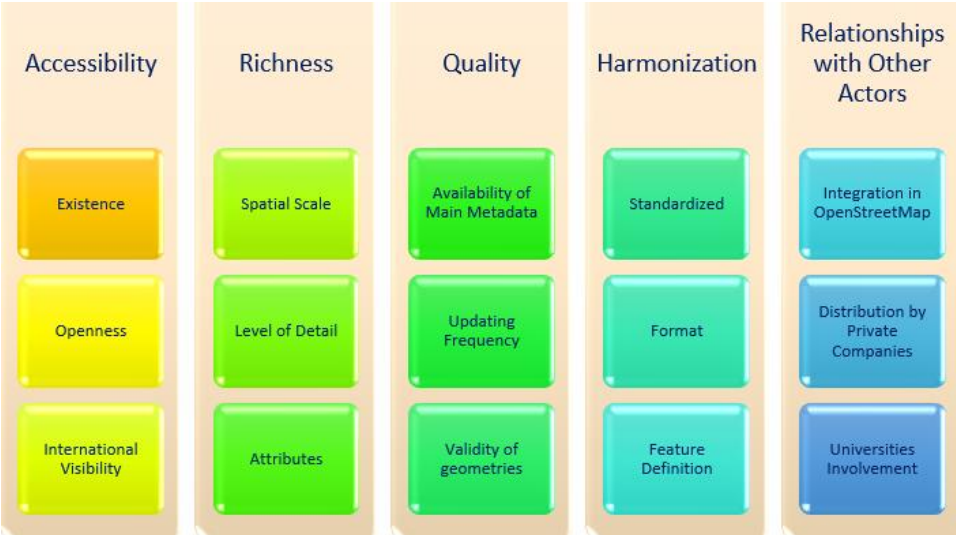 Accessibility
Existence
Openness
International
Visibility
Richness
Spatial Scale
Level of Detail
Attributes
Quality
Availability of
Main Metadata
Updating
Frequency
Validity of
geometries
Harmonization
Standardized
Format
Feature
Definition
Relationships
with Other
Actors
Integration in
OpenStreetMap
Distribution by
Private
Companies
Universities
Involvement